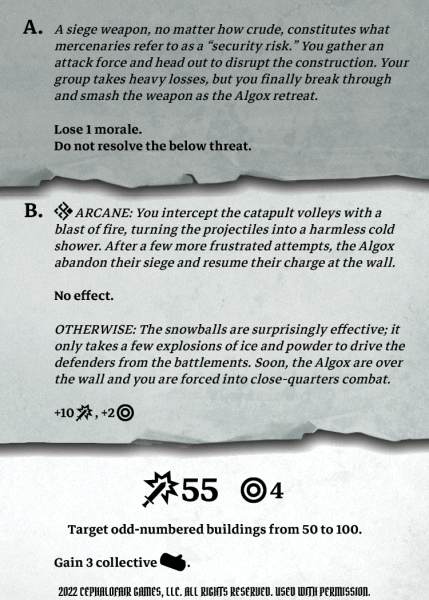 A. A siege weapon, no matter how crude, constitutes what
mercenaries refer to as a “security risk.” You gather an
attack force and head out to disrupt the construction. Your
group takes heavy losses, but you finally break through
and smash the weapon as the Algox retreat.
Lose 1 morale.
Do not resolve the below threat.
B. ARCANE: You intercept the catapult volleys with a
blast of fire, turning the projectiles into a harmless cold
shower. After a few more frustrated attempts, the Algox
abandon their siege and resume their charge at the wall.
No effect.
OTHERWISE: The snowballs are surprisingly effective; it
only takes a few explosions of ice and powder to drive the
defenders from the battlements. Soon, the Algox are over
the wall and you are forced into close-quarters combat.
+10 , +2
55 4
Target odd-numbered buildings from 50 to 100.
Gain 3 collective .
2022 CEPHALOFAIR GAMES, LLC. ALL RIGHTS RESERVED. USED WITH PERMISSION.